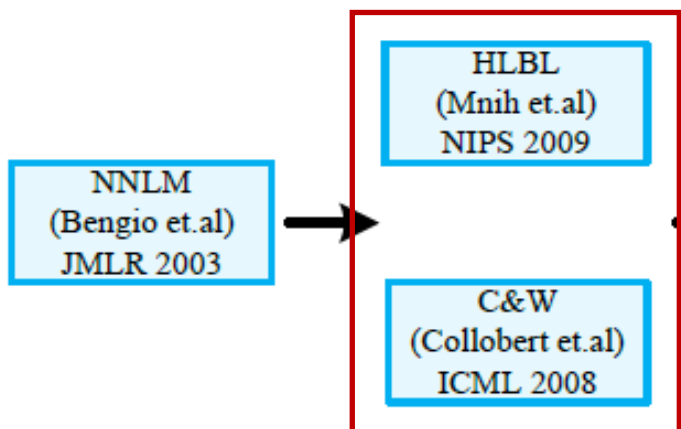 NNLM
(Bengio et.al)
JMLR 2003
HLBL
(Mnih et.al)
NIPS 2009
C&W
(Collobert et.al)
ICML 2008